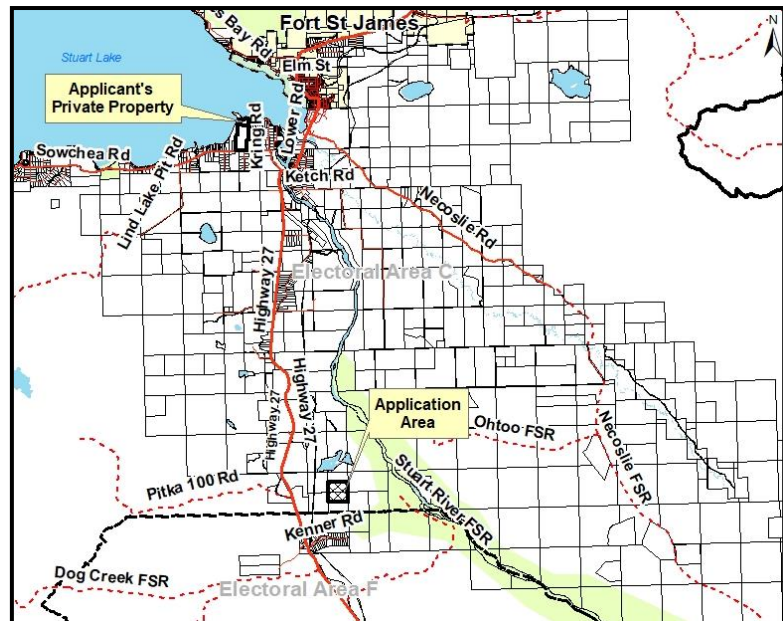 Fort St James
s Bay Rd
Stuart Lake
Elm St
N
Applicant's
Private Property
Lower Rd
Kring Rd
Sowchea Rd
Lind Lake Pit Rd
Ketch Rd
Necoslie Rd
Electoral Area C
Highway 27
Highway 27
Highway 27
Application
Area
Ohtoo FSR
Necoslie FSR
Stuart River FSR
Pitka 100 Rd
Kenner Rd
Dog Creek FSR
Electoral Area F